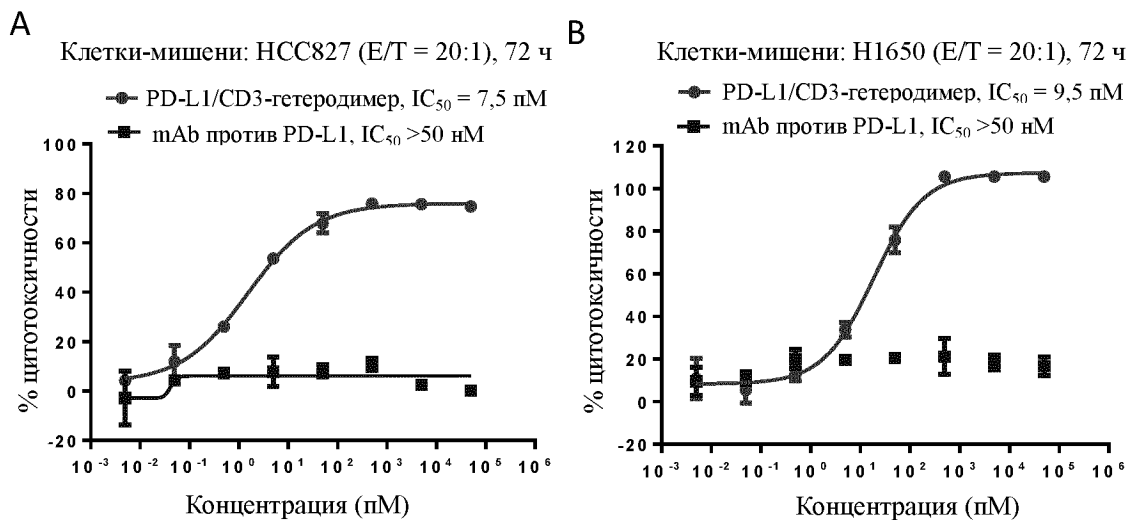 A
Клетки-мишени: HCC827 (E/T = 20:1), 72 ч
PD-L1/CD3-гетеродимер, IC50 = 7,5 пМ
mAb против PD-L1, IC50 >50 нМ
% цитотоксичности
100
80
60
40
20
0
-20
10-3 10-2 10-1 100 101 102 103 104 105 106
Концентрация (пМ)
B
Клетки-мишени: H1650 (E/T = 20:1), 72 ч
PD-L1/CD3-гетеродимер, IC50 = 9,5 пМ
mAb против PD-L1, IC50 >50 нМ
% цитотоксичности
120
100
80
60
40
20
0
-20
10-3 10-2 10-1 100 101 102 103 104 105 106
Концентрация (пМ)